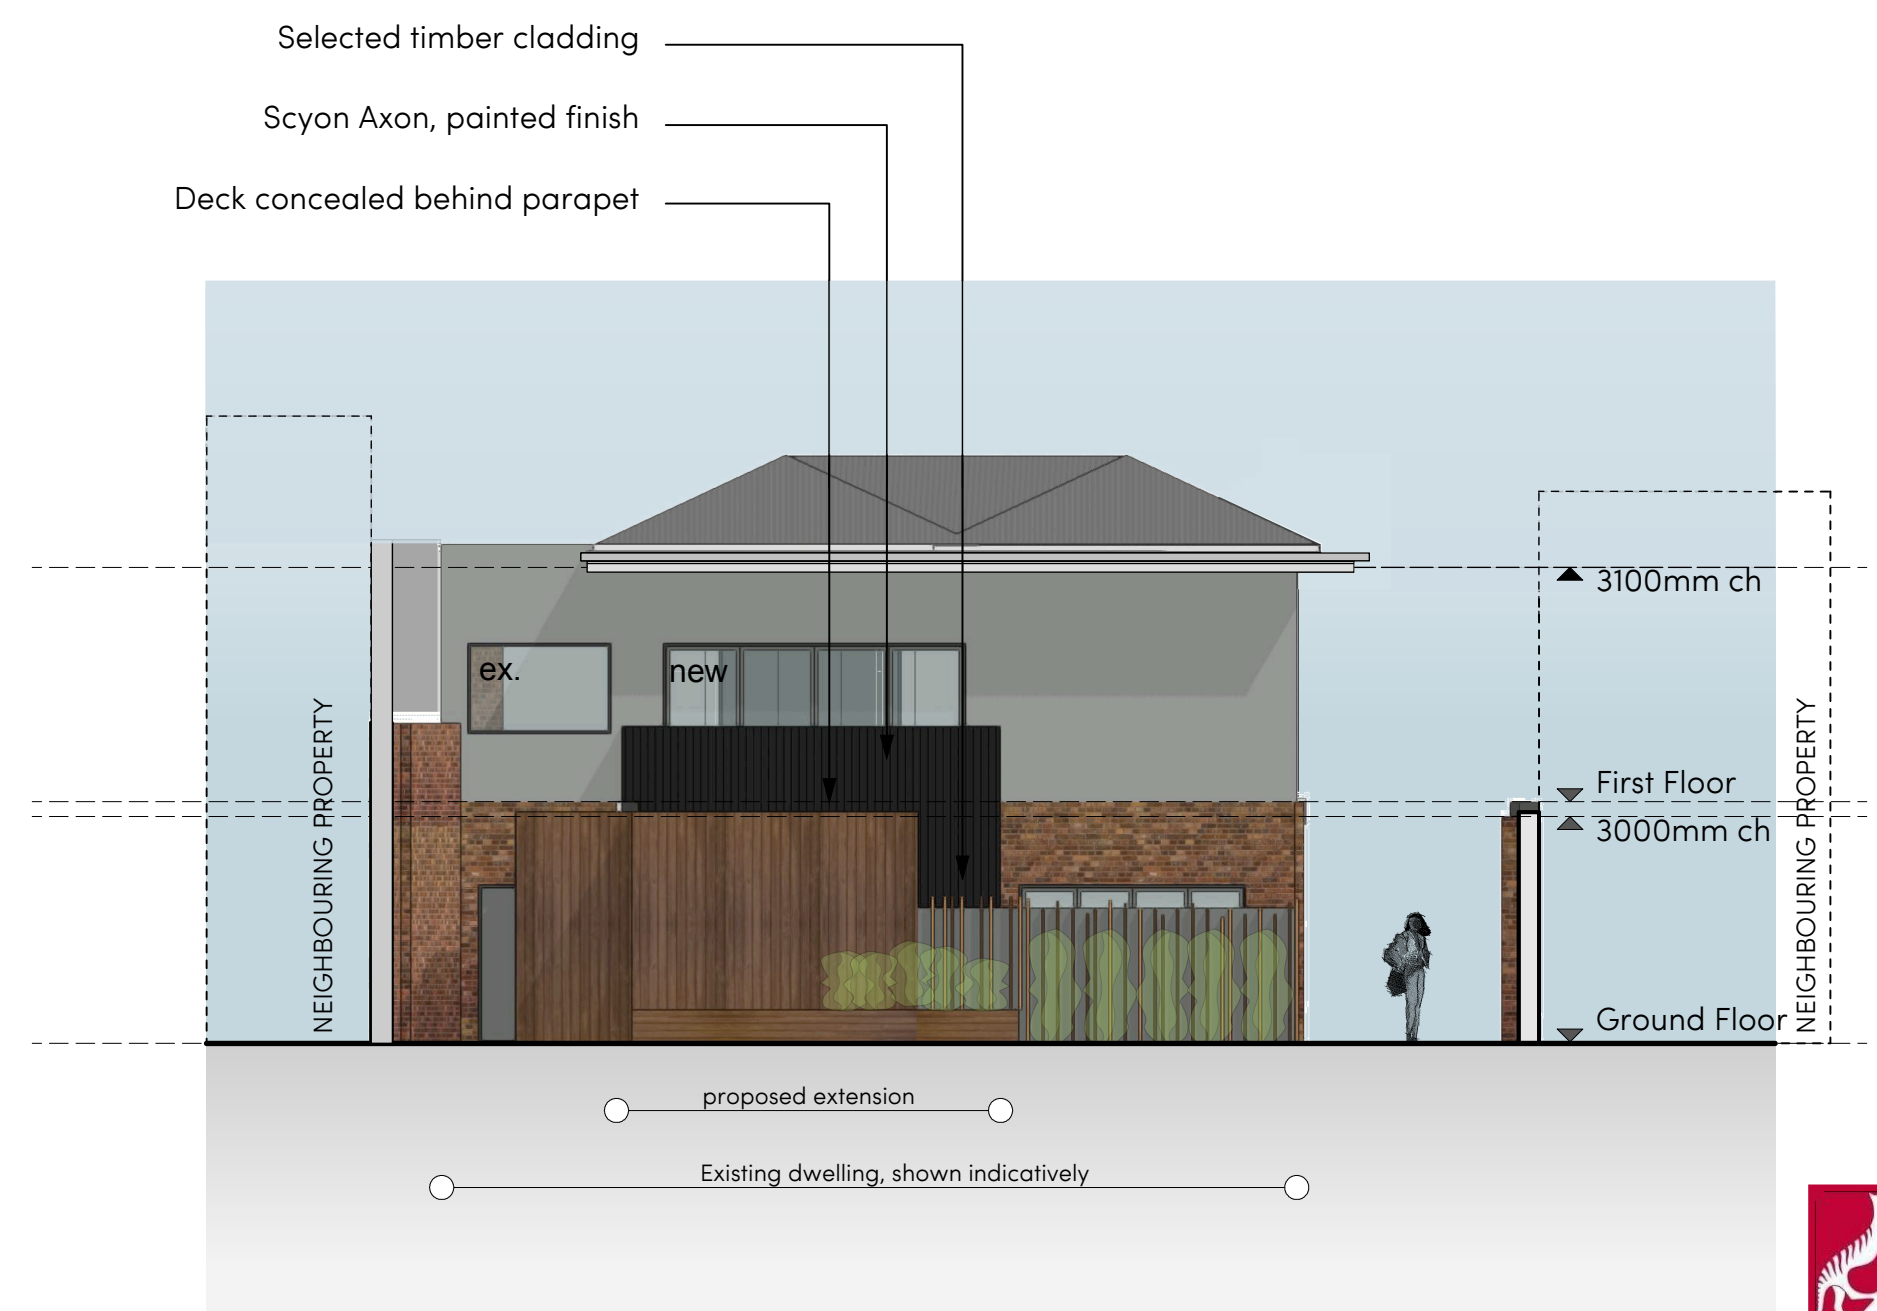 Selected timber cladding
Scyon Axon, painted finish
Deck concealed behind parapet
3100mm ch
ex.
new
NEIGHBOURING PROPERTY
NEIGHBOURING PROPERTY
First Floor
3000mm ch
Ground Floor
proposed extension
Existing dwelling, shown indicatively